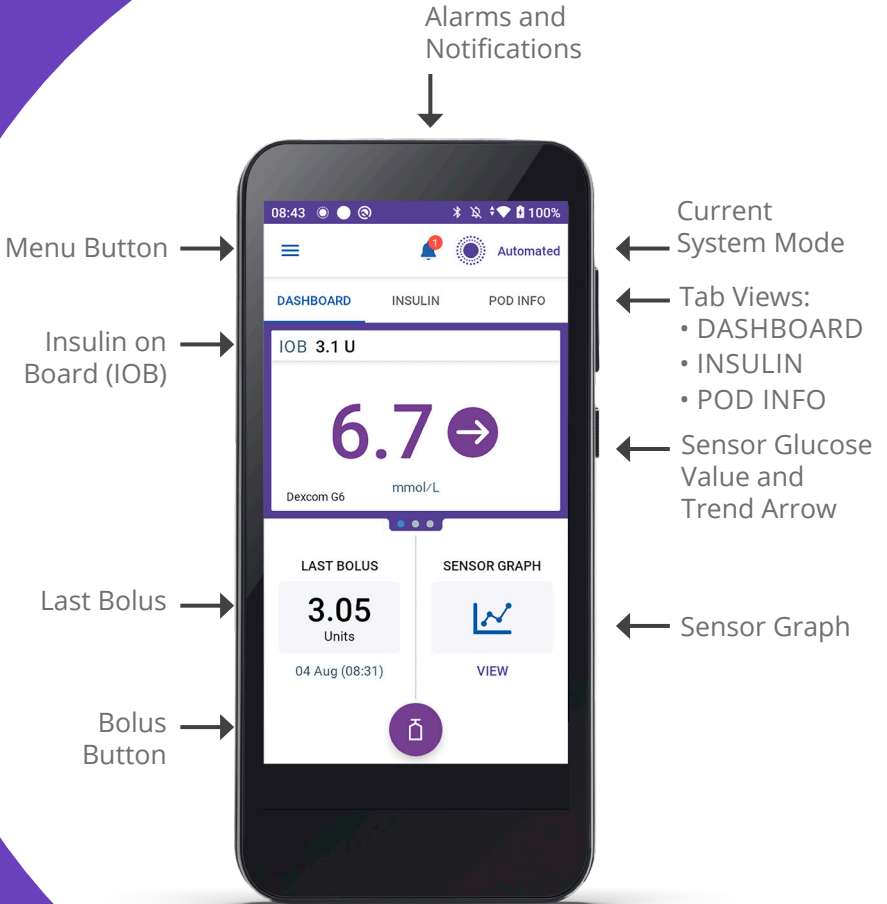 Alarms and
Notifications
08:43
100%
Menu Button
1
Automated
Current
System Mode
DASHBOARD INSULIN POD INFO
Tab Views:
• DASHBOARD
• INSULIN
• POD INFO
Insulin on
Board (IOB)
IOB 3.1 U
6.7
mmol/L
Dexcom G6
Sensor Glucose
Value and
Trend Arrow
LAST BOLUS SENSOR GRAPH
Last Bolus
3.05
Units
Sensor Graph
04 Aug (08:31) VIEW
Bolus
Button